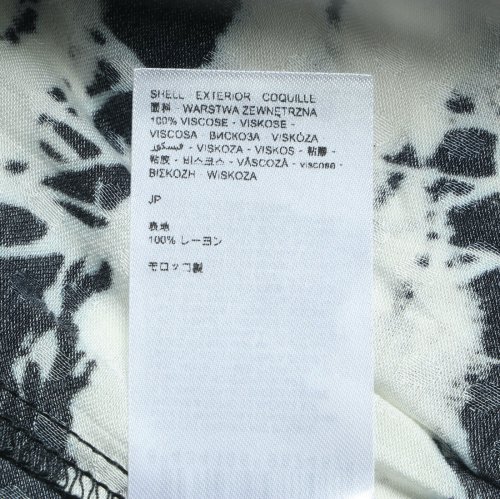 SHELL - EXTERIOR - COQUILLE
面料 - WARSTWA ZEWNĘTRZNA
100% VISCOSE - VISKOSE -
VISCOSA - ВИСКОЗА - VISKÓZA
فيسكوز - VISKOZA - VISKOS - 粘膠 -
粘胶 - 비스코스 - VÂSCOZĂ - viscose -
ΒΙΣΚΟΖΗ - WISKOZA
JP
表地
100% レーヨン
モロッコ製